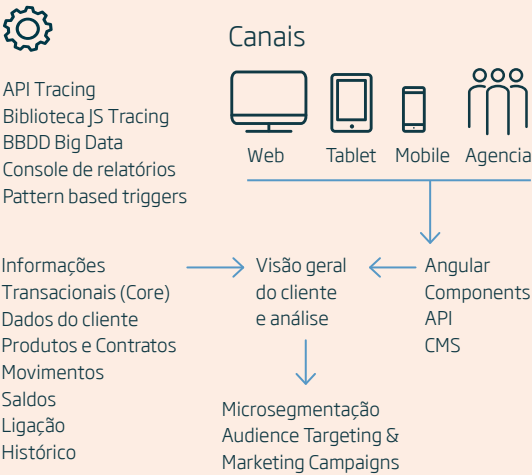 Canais
API Tracing
Biblioteca JS Tracing
BBDD Big Data
Console de relatórios
Pattern based triggers
Web Tablet Mobile Agencia
Informações
Transacionais (Core)
Dados do cliente
Produtos e Contratos
Movimentos
Saldos
Ligação
Histórico
Visão geral
do cliente
e análise
Angular
Components
API
CMS
Microsegmentação
Audience Targeting &
Marketing Campaigns